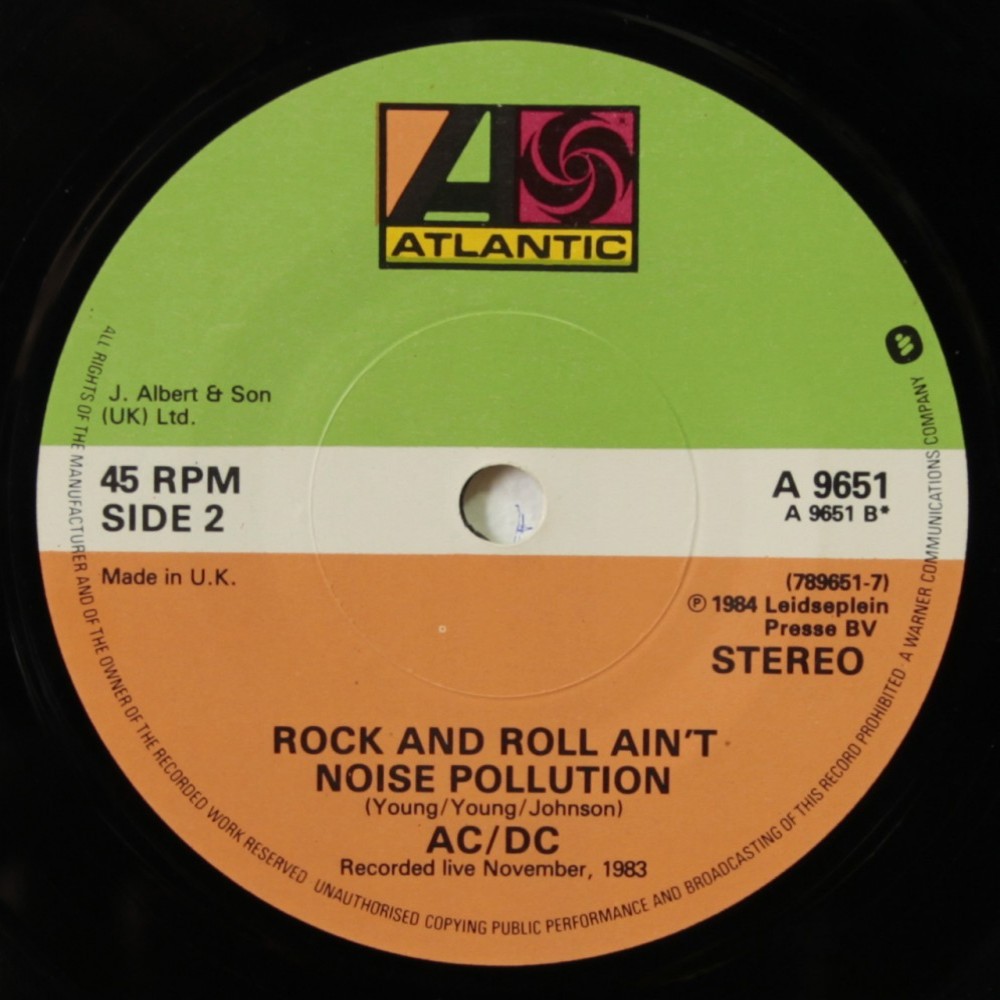 ATLANTIC
J. Albert & Son
(UK) Ltd.
45 RPM
SIDE 2
A 9651
A 9651 B*
Made in U.K.
(789651-7)
℗ 1984 Leidseplein
Presse BV
STEREO
ROCK AND ROLL AIN'T
NOISE POLLUTION
(Young/Young/Johnson)
AC/DC
Recorded live November, 1983
ALL RIGHTS OF THE MANUFACTURER AND OF THE OWNER OF THE RECORDED WORK RESERVED UNAUTHORISED COPYING PUBLIC PERFORMANCE AND BROADCASTING OF THIS RECORD PROHIBITED A WARNER COMMUNICATIONS COMPANY